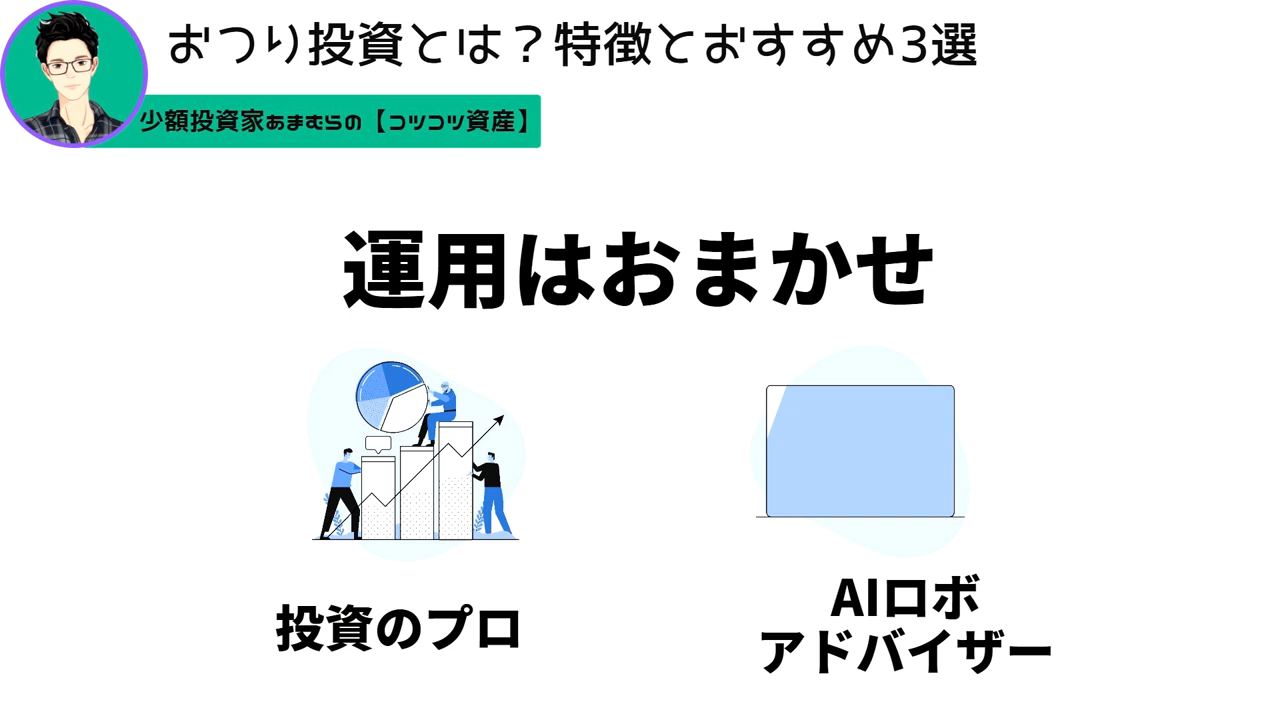 おつり投資とは？特徴とおすすめ3選
少額投資家あまむらの【コツコツ資産】
運用はおまかせ
投資のプロ
AIロボ
アドバイザー